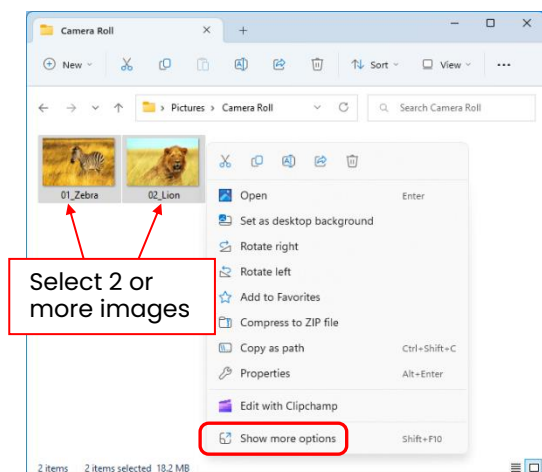 Camera Roll
New
Sort
View
Pictures > Camera Roll
Search Camera Roll
01_Zebra
02_Lion
Select 2 or
more images
Open Enter
Set as desktop background
Rotate right
Rotate left
Add to Favorites
Compress to ZIP file
Copy as path Ctrl+Shift+C
Properties Alt+Enter
Edit with Clipchamp
Show more options Shift+F10
2 items 2 items selected 18.2 MB